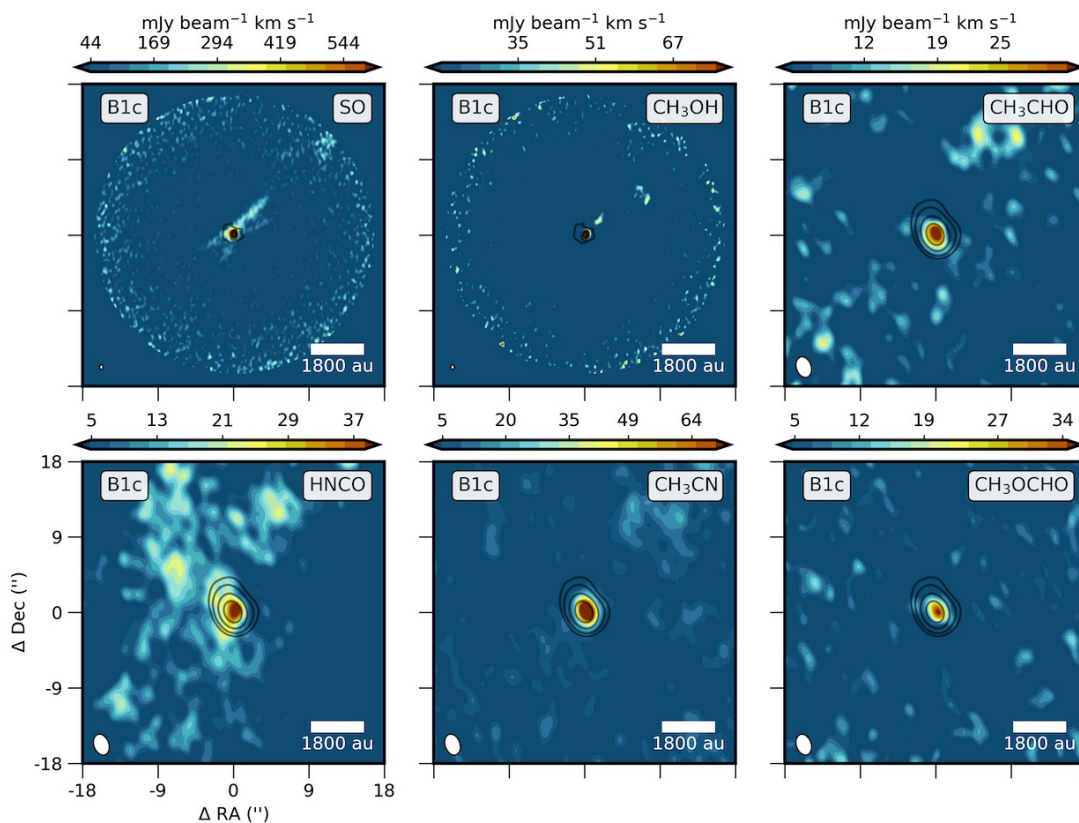 mJy beam⁻¹ km s⁻¹ mJy beam⁻¹ km s⁻¹ mJy beam⁻¹ km s⁻¹
44 169 294 419 544 35 51 67 12 19 25
B1c SO B1c CH₃OH B1c CH₃CHO
1800 au 1800 au 1800 au
5 13 21 29 37 5 20 35 49 64 5 12 19 27 34
18 B1c HNCO B1c CH₃CN B1c CH₃OCHO
9
0
-9
-18
Δ Dec ('')
1800 au 1800 au 1800 au
-18 -9 0 9 18
Δ RA ('')